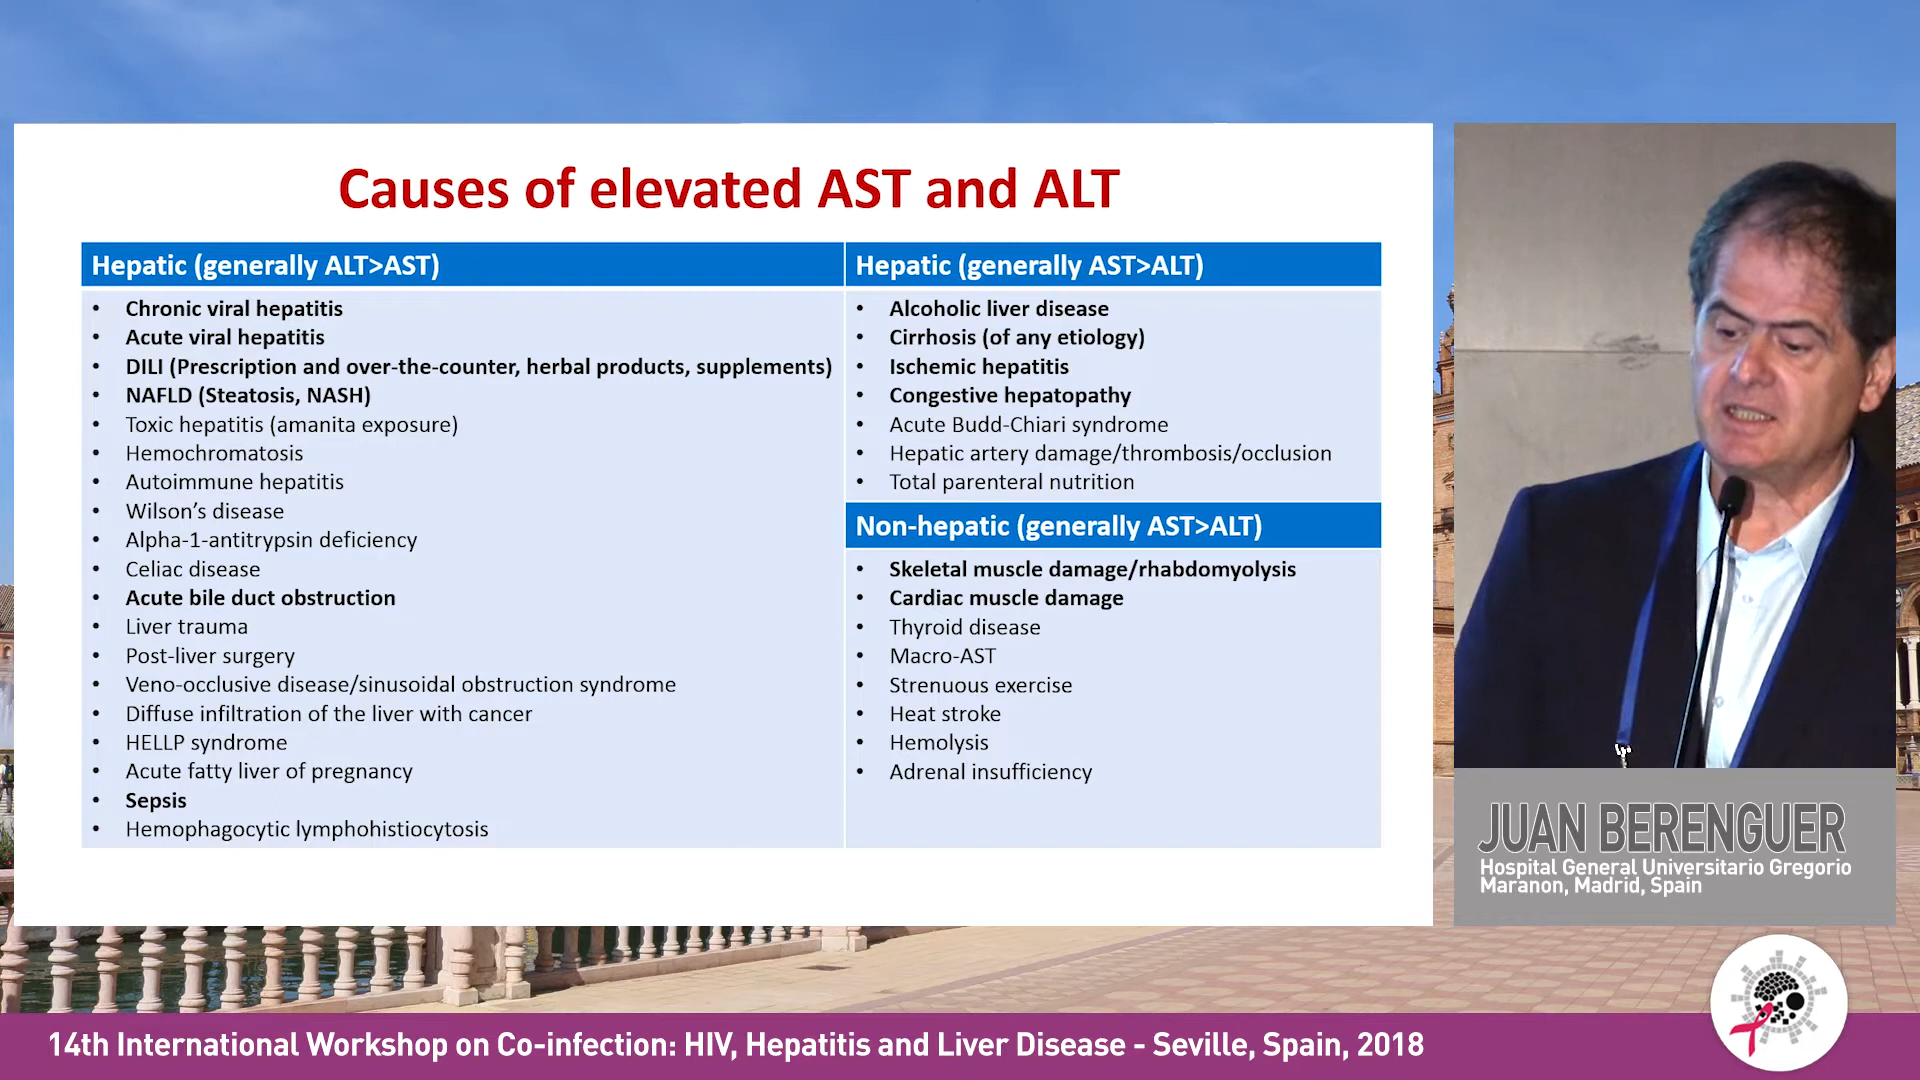 Causes of elevated AST and ALT
Hepatic (generally ALT>AST)
• Chronic viral hepatitis
• Acute viral hepatitis
• DILI (Prescription and over-the-counter, herbal products, supplements)
• NAFLD (Steatosis, NASH)
• Toxic hepatitis (amanita exposure)
• Hemochromatosis
• Autoimmune hepatitis
• Wilson's disease
• Alpha-1-antitrypsin deficiency
• Celiac disease
• Acute bile duct obstruction
• Liver trauma
• Post-liver surgery
• Veno-occlusive disease/sinusoidal obstruction syndrome
• Diffuse infiltration of the liver with cancer
• HELLP syndrome
• Acute fatty liver of pregnancy
• Sepsis
• Hemophagocytic lymphohistiocytosis
Hepatic (generally AST>ALT)
• Alcoholic liver disease
• Cirrhosis (of any etiology)
• Ischemic hepatitis
• Congestive hepatopathy
• Acute Budd-Chiari syndrome
• Hepatic artery damage/thrombosis/occlusion
• Total parenteral nutrition
Non-hepatic (generally AST>ALT)
• Skeletal muscle damage/rhabdomyolysis
• Cardiac muscle damage
• Thyroid disease
• Macro-AST
• Strenuous exercise
• Heat stroke
• Hemolysis
• Adrenal insufficiency
JUAN BERENGUER
Hospital General Universitario Gregorio
Maranon, Madrid, Spain
14th International Workshop on Co-infection: HIV, Hepatitis and Liver Disease - Seville, Spain, 2018